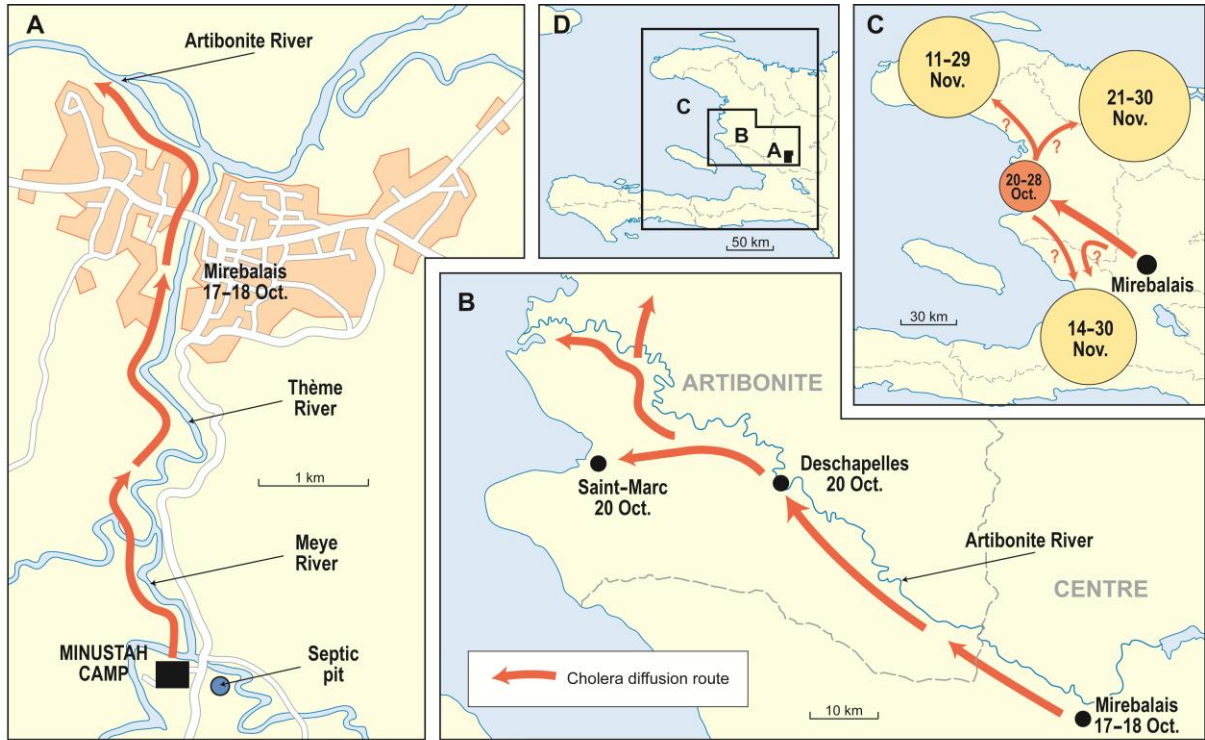 A
Artibonite River
Mirebalais
17–18 Oct.
Thème
River
1 km
Meye
River
MINUSTAH
CAMP
Septic
pit
D
C
B
A
50 km
C
11–29
Nov.
21–30
Nov.
?
?
20–28
Oct.
?
?
Mirebalais
30 km
14–30
Nov.
B
ARTIBONITE
Deschapelles
20 Oct.
Saint–Marc
20 Oct.
Artibonite River
CENTRE
Cholera diffusion route
10 km
Mirebalais
17–18 Oct.